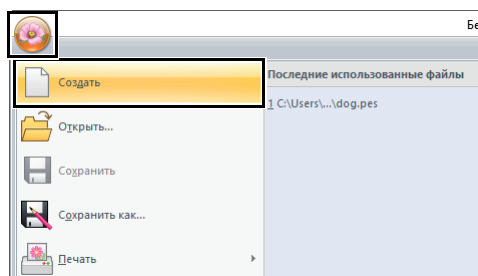 Бе
Создать
Последние использованные файлы
1 C:\Users\...\dog.pes
Открыть...
Сохранить
Сохранить как...
Печать